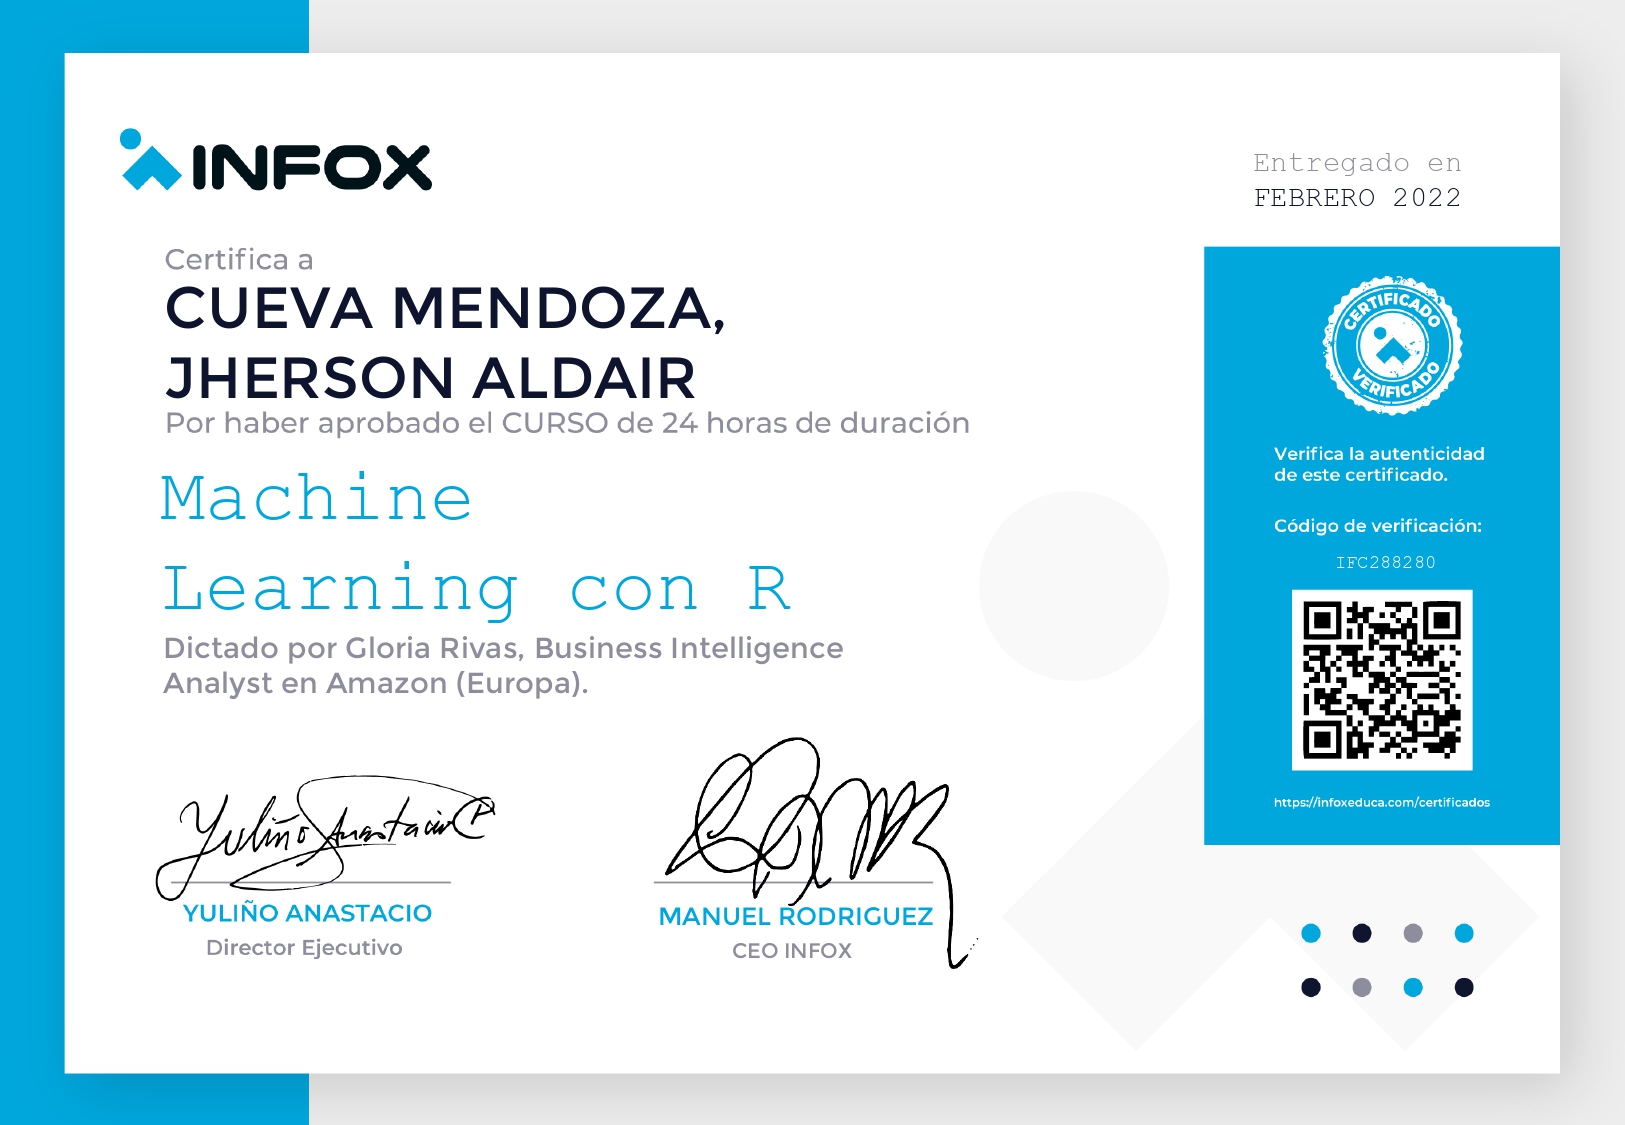 INFOX
Entregado en
FEBRERO 2022
Certifica a
CUEVA MENDOZA,
JHERSON ALDAIR
Por haber aprobado el CURSO de 24 horas de duración
Machine
Learning con R
Dictado por Gloria Rivas, Business Intelligence
Analyst en Amazon (Europa).
CERTIFICADO
VERIFICADO
Verifica la autenticidad
de este certificado.
Código de verificación:
IFC288280
https://infoxeduca.com/certificados
Yuliño Anastacio
YULIÑO ANASTACIO
Director Ejecutivo
MANUEL RODRIGUEZ
CEO INFOX